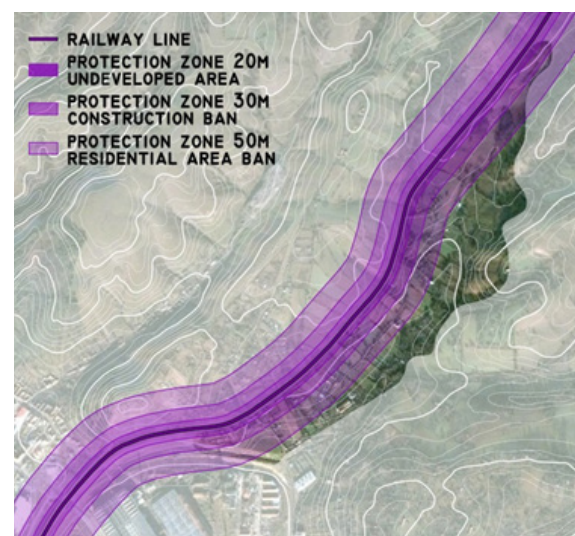 RAILWAY LINE
PROTECTION ZONE 20M
UNDEVELOPED AREA
PROTECTION ZONE 30M
CONSTRUCTION BAN
PROTECTION ZONE 50M
RESIDENTIAL AREA BAN